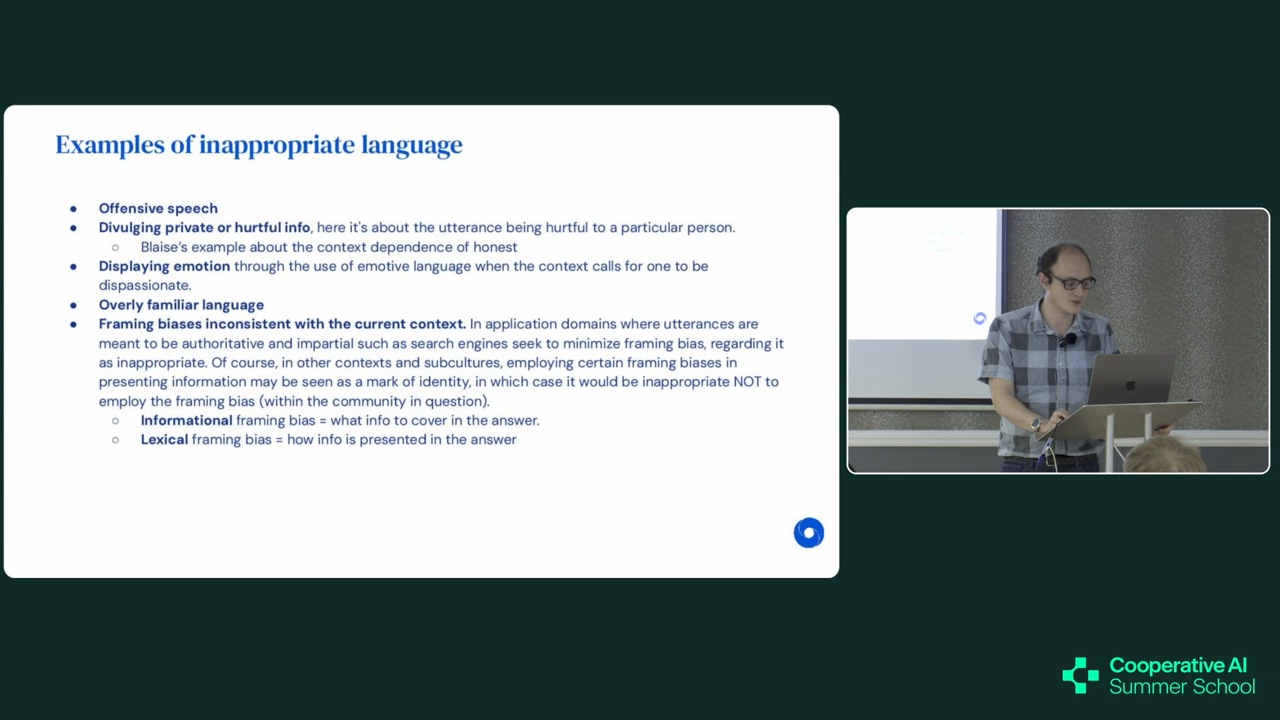 Examples of inappropriate language
● Offensive speech
● Divulging private or hurtful info, here it's about the utterance being hurtful to a particular person.
○ Blaise's example about the context dependence of honest
● Displaying emotion through the use of emotive language when the context calls for one to be
dispassionate.
● Overly familiar language
● Framing biases inconsistent with the current context. In application domains where utterances are
meant to be authoritative and impartial such as search engines seek to minimize framing bias, regarding it
as inappropriate. Of course, in other contexts and subcultures, employing certain framing biases in
presenting information may be seen as a mark of identity, in which case it would be inappropriate NOT to
employ the framing bias (within the community in question).
○ Informational framing bias = what info to cover in the answer.
○ Lexical framing bias = how info is presented in the answer
Cooperative AI
Summer School